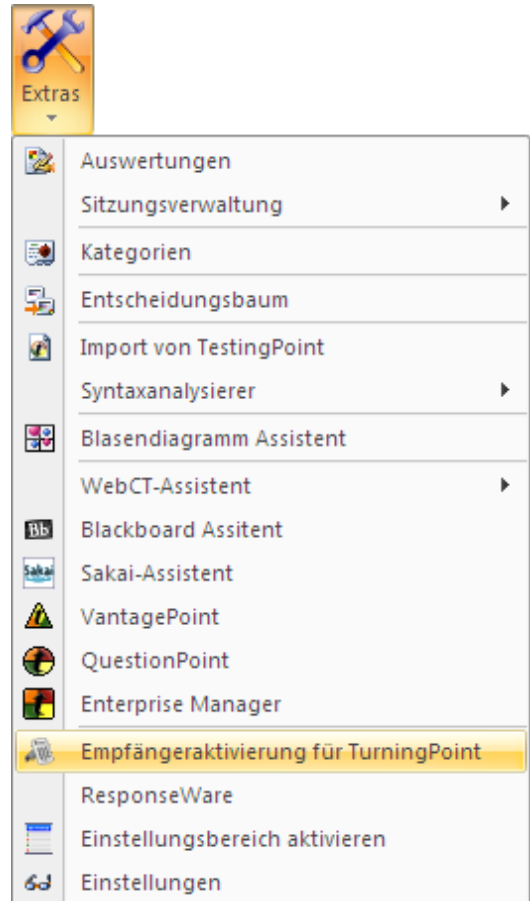 Extras
Auswertungen
Sitzungsverwaltung
Kategorien
Entscheidungsbaum
Import von TestingPoint
Syntaxanalysierer
Blasendiagramm Assistent
WebCT-Assistent
Bb Blackboard Assitent
Sakai Sakai-Assistent
VantagePoint
QuestionPoint
Enterprise Manager
Empfängeraktivierung für TurningPoint
ResponseWare
Einstellungsbereich aktivieren
Einstellungen